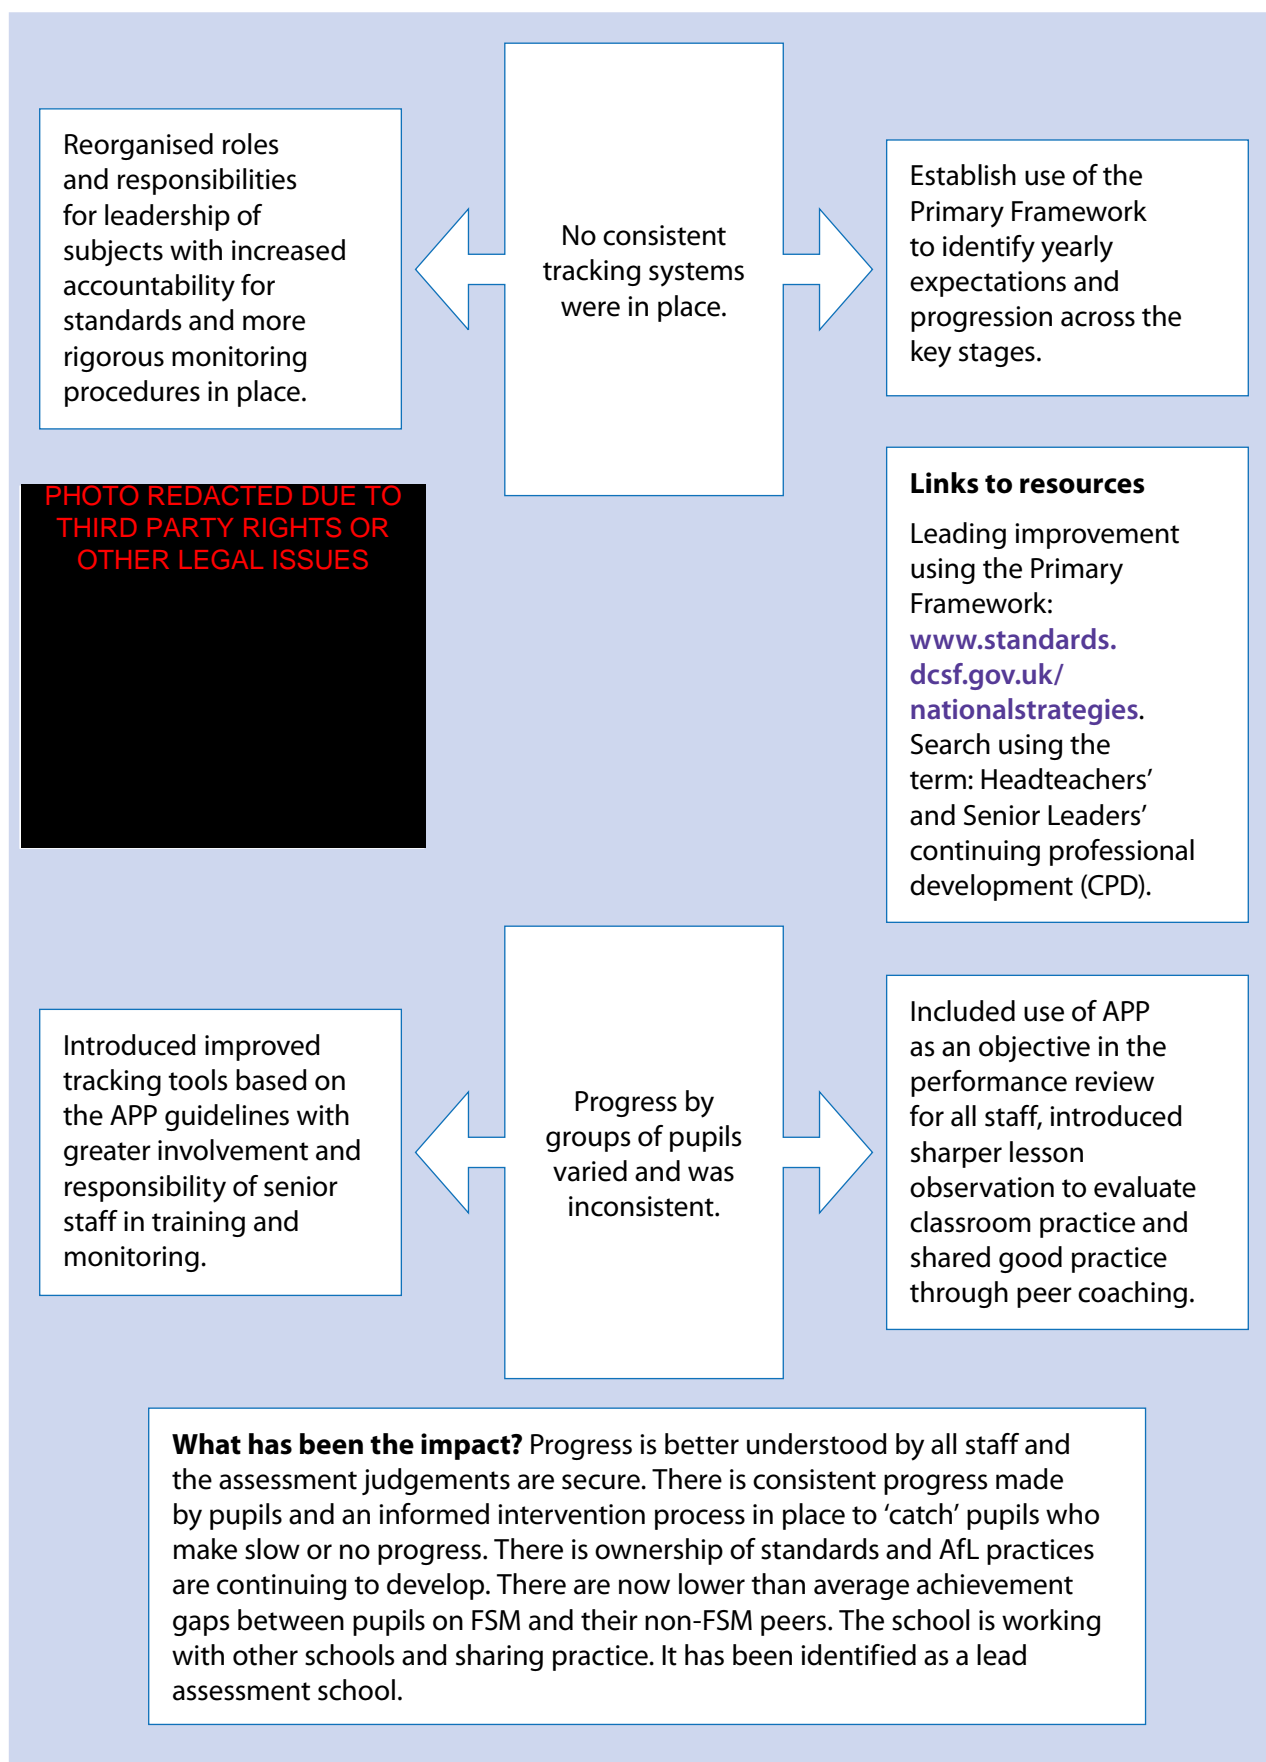 Reorganised roles
and responsibilities
for leadership of
subjects with increased
accountability for
standards and more
rigorous monitoring
procedures in place.
No consistent
tracking systems
were in place.
Establish use of the
Primary Framework
to identify yearly
expectations and
progression across the
key stages.
PHOTO REDACTED DUE TO
THIRD PARTY RIGHTS OR
OTHER LEGAL ISSUES
Links to resources
Leading improvement
using the Primary
Framework:
www.standards.
dcsf.gov.uk/
nationalstrategies.
Search using the
term: Headteachers’
and Senior Leaders’
continuing professional
development (CPD).
Introduced improved
tracking tools based on
the APP guidelines with
greater involvement and
responsibility of senior
staff in training and
monitoring.
Progress by
groups of pupils
varied and was
inconsistent.
Included use of APP
as an objective in the
performance review
for all staff, introduced
sharper lesson
observation to evaluate
classroom practice and
shared good practice
through peer coaching.
What has been the impact? Progress is better understood by all staff and
the assessment judgements are secure. There is consistent progress made
by pupils and an informed intervention process in place to ‘catch’ pupils who
make slow or no progress. There is ownership of standards and AfL practices
are continuing to develop. There are now lower than average achievement
gaps between pupils on FSM and their non-FSM peers. The school is working
with other schools and sharing practice. It has been identified as a lead
assessment school.